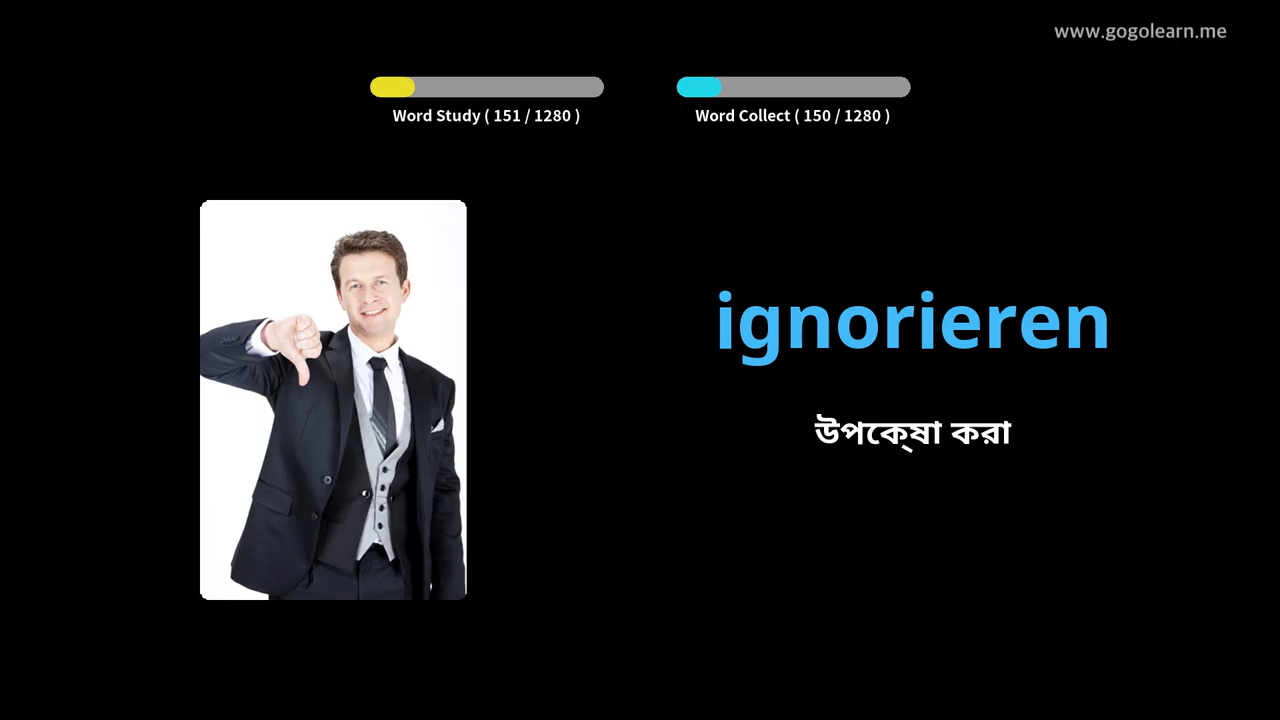 www.gogolearn.me
Word Study ( 151 / 1280 )
Word Collect ( 150 / 1280 )
ignorieren
উপেক্ষা করা